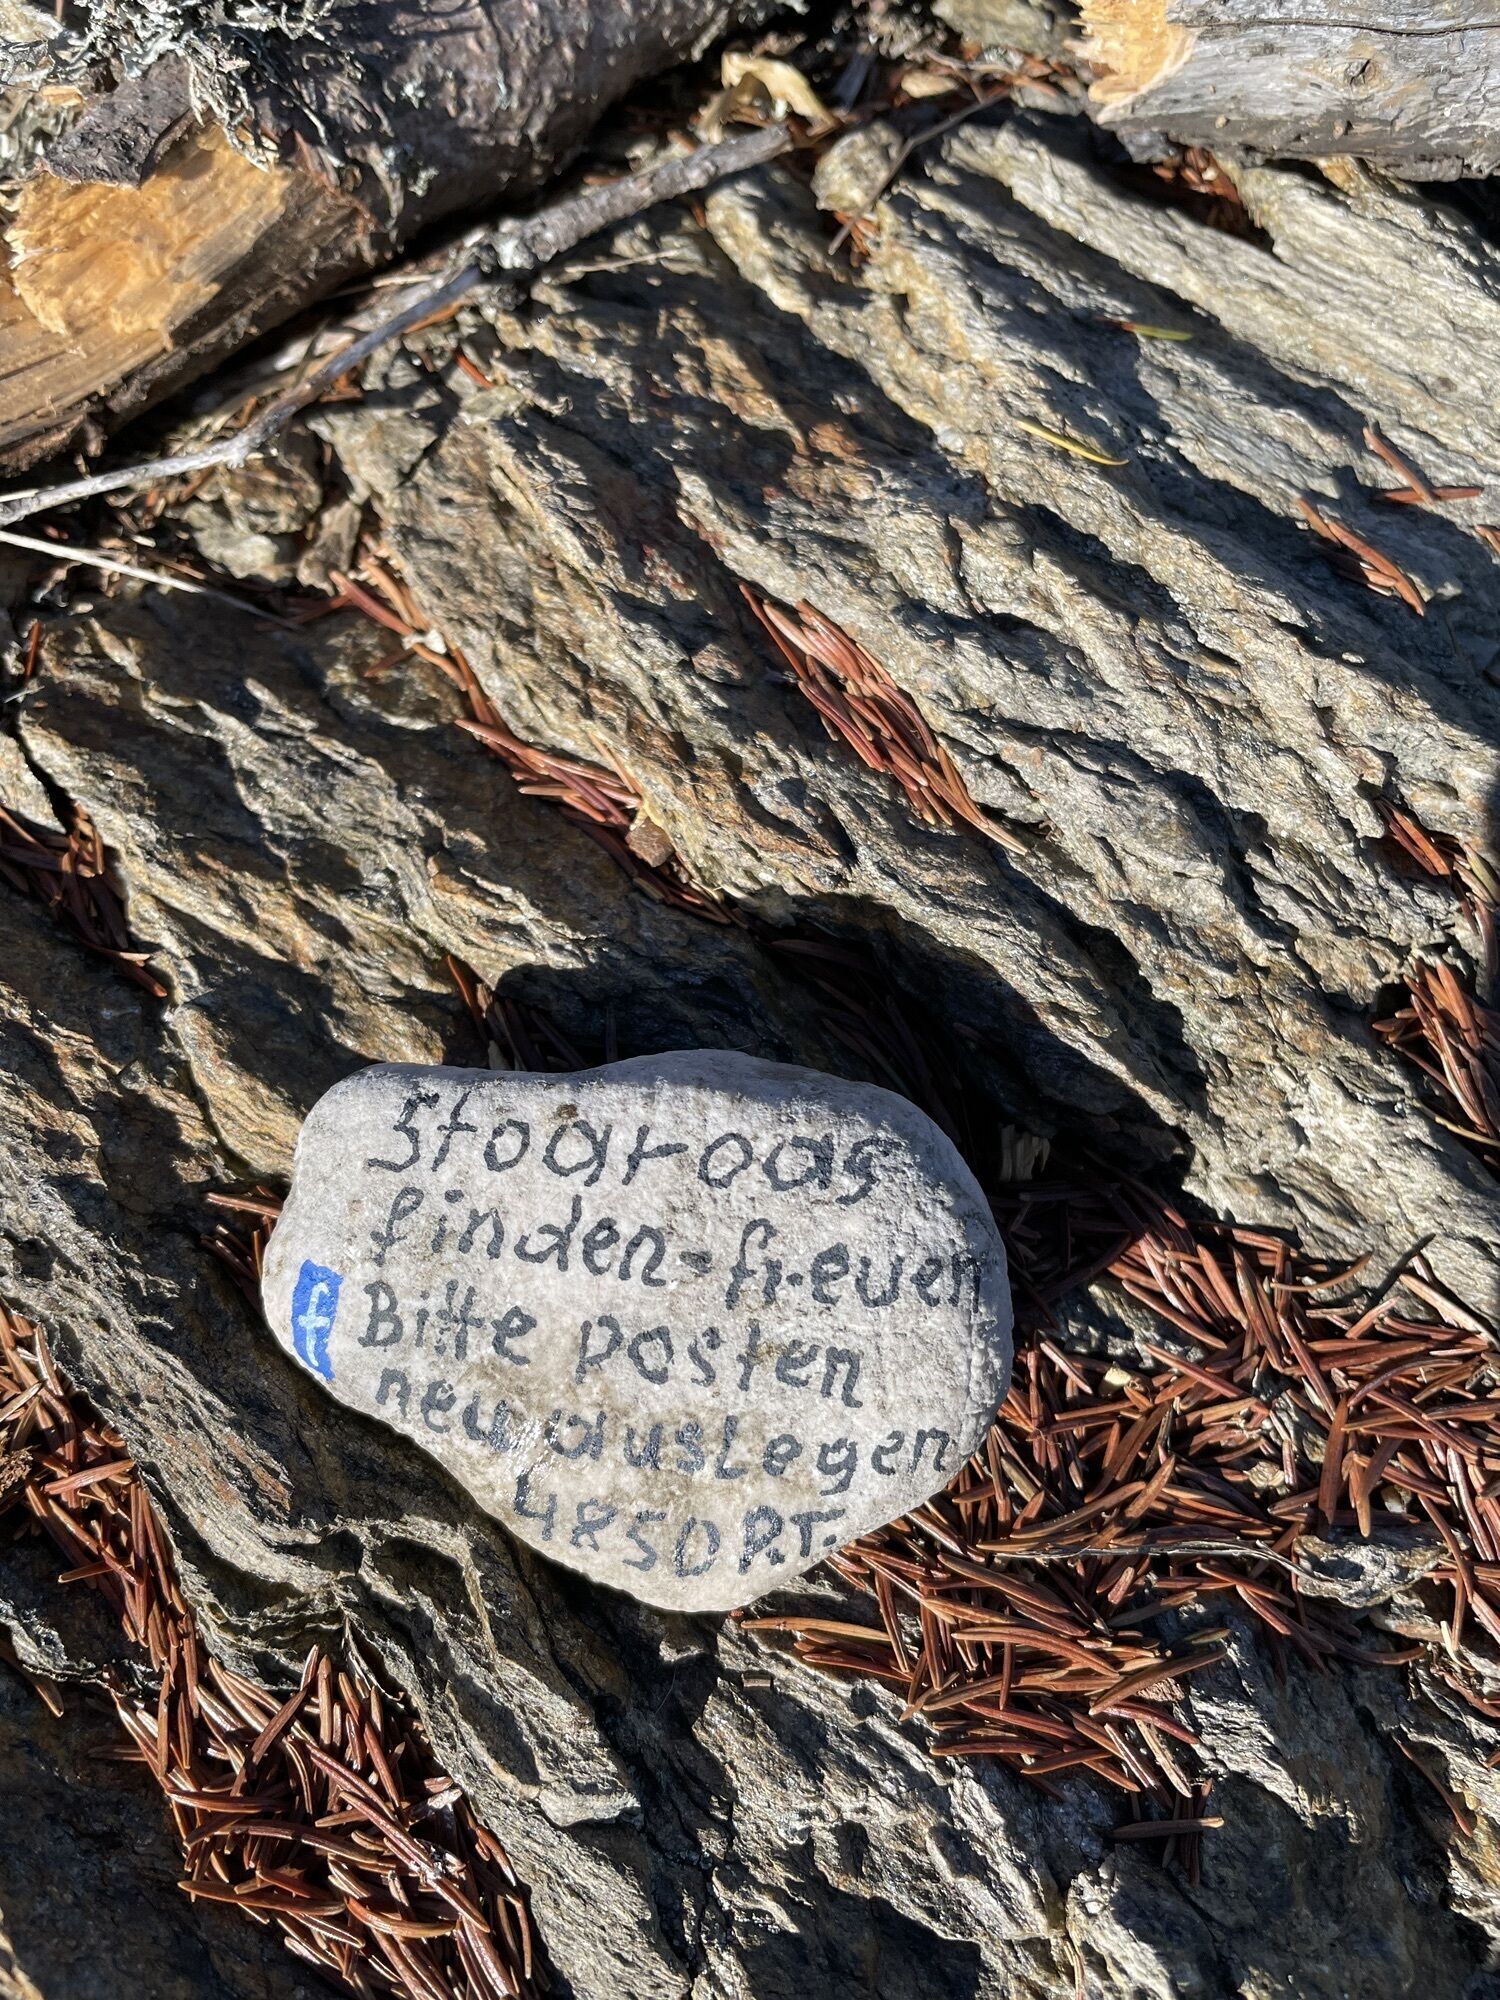 Stoaroas
finden-freuen
f Bitte posten
neu auslegen
4850 P.T.